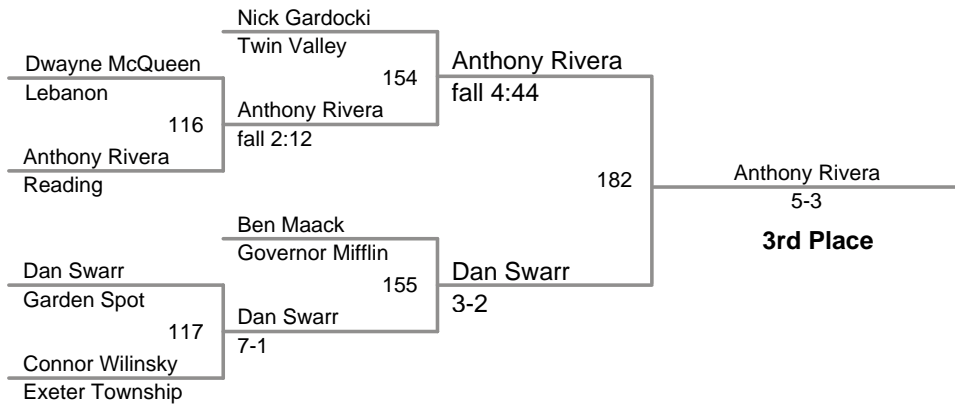 Nick Gardocki
Twin Valley
Dwayne McQueen
Lebanon
154
Anthony Rivera
fall 4:44
116
Anthony Rivera
fall 2:12
Anthony Rivera
Reading
182
Anthony Rivera
5-3
3rd Place
Ben Maack
Governor Mifflin
Dan Swarr
Garden Spot
155
Dan Swarr
3-2
117
Dan Swarr
7-1
Connor Wilinsky
Exeter Township